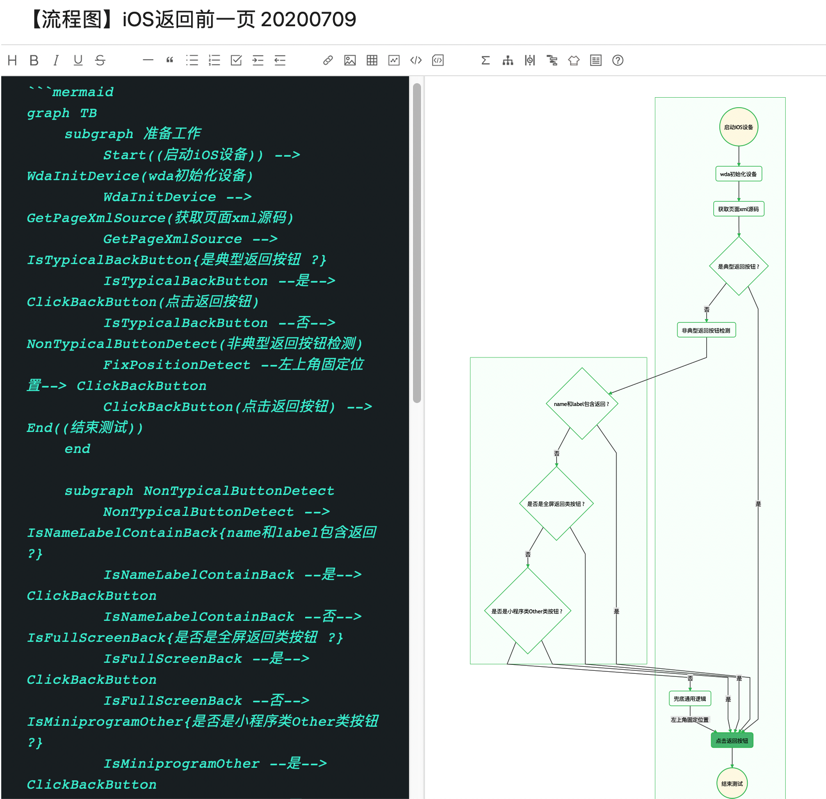 【流程图】iOS返回前一页 20200709
H B I U S
```mermaid
graph TB
subgraph 准备工作
Start((启动iOS设备)) -->
WdaInitDevice(wda初始化设备)
WdaInitDevice -->
GetPageXmlSource(获取页面xml源码)
GetPageXmlSource -->
IsTypicalBackButton{是典型返回按钮 ?}
IsTypicalBackButton --是-->
ClickBackButton(点击返回按钮)
IsTypicalBackButton --否-->
NonTypicalButtonDetect(非典型返回按钮检测)
FixPositionDetect --左上角固定位
置--> ClickBackButton
ClickBackButton(点击返回按钮) -->
End((结束测试))
end
subgraph NonTypicalButtonDetect
NonTypicalButtonDetect -->
IsNameLabelContainBack{name和label包含返回
?}
IsNameLabelContainBack --是-->
ClickBackButton
IsNameLabelContainBack --否-->
IsFullScreenBack{是否是全屏返回类按钮 ?}
IsFullScreenBack --是-->
ClickBackButton
IsFullScreenBack --否-->
IsMiniprogramOther{是否是小程序类Other类按钮
?}
IsMiniprogramOther --是-->
ClickBackButton
启动iOS设备
wda初始化设备
获取页面xml源码
是典型返回按钮 ?
否
非典型返回按钮检测
name和label包含返回 ?
否
是否是全屏返回类按钮 ?
是
否
是否是小程序类Other类按钮 ?
是
否
是
兜底通用逻辑
是
左上角固定位置
点击返回按钮
结束测试